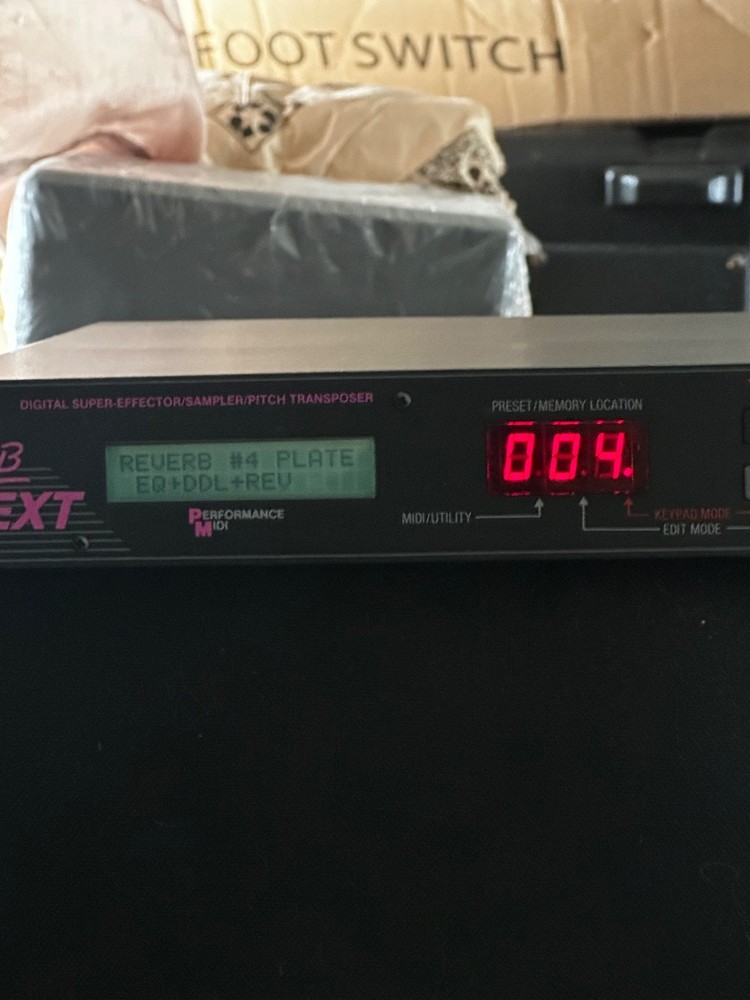 FOOT SWITCH
DIGITAL SUPER-EFFECTOR/SAMPLER/PITCH TRANSPOSER
PRESET/MEMORY LOCATION
B
EXT
REVERB #4 PLATE
EQ+DDL+REV
004.
PERFORMANCE
MIDI
MIDI/UTILITY
KEYPAD MODE
EDIT MODE